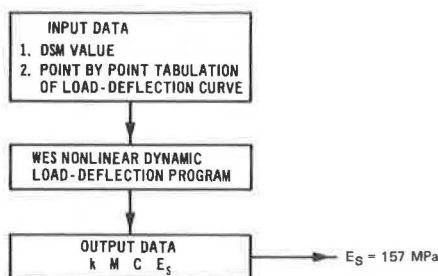 INPUT DATA
1. DSM VALUE
2. POINT BY POINT TABULATION
OF LOAD-DEFLECTION CURVE
WES NONLINEAR DYNAMIC
LOAD-DEFLECTION PROGRAM
OUTPUT DATA
k M C ES
ES = 157 MPa